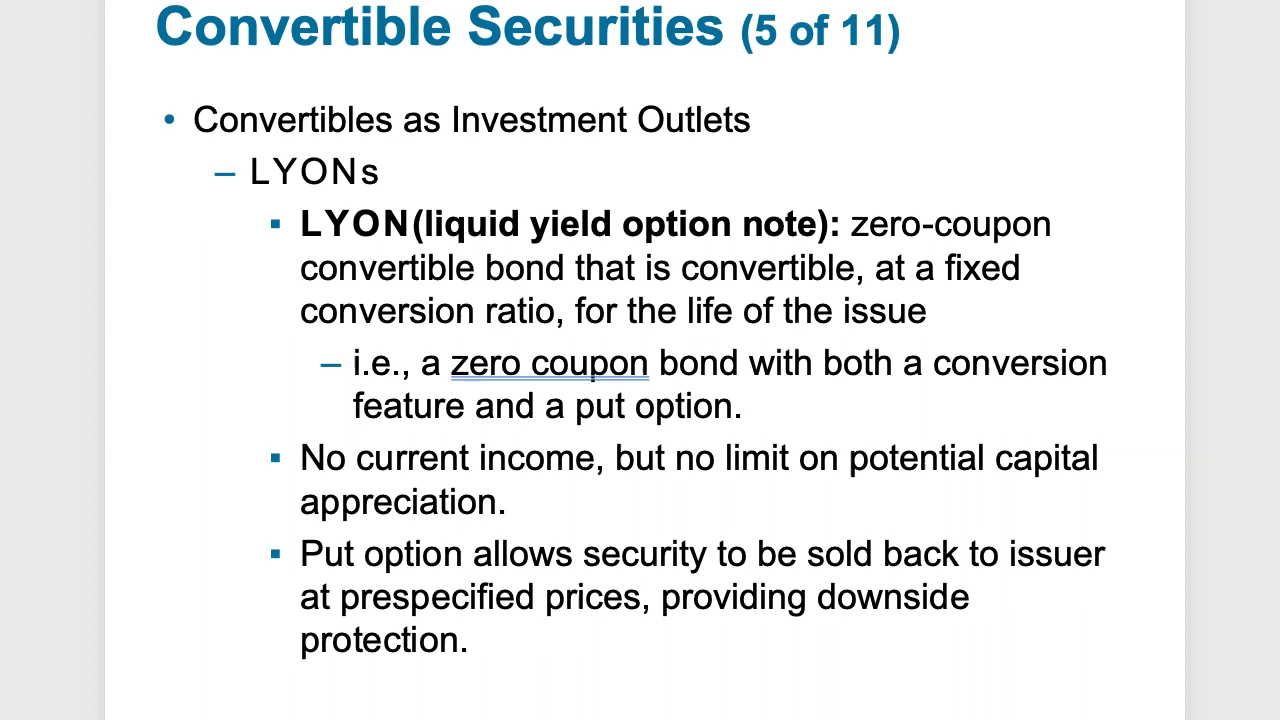 Convertible Securities (5 of 11)
• Convertibles as Investment Outlets
– LYONs
▪ LYON(liquid yield option note): zero-coupon
convertible bond that is convertible, at a fixed
conversion ratio, for the life of the issue
– i.e., a zero coupon bond with both a conversion
feature and a put option.
▪ No current income, but no limit on potential capital
appreciation.
▪ Put option allows security to be sold back to issuer
at prespecified prices, providing downside
protection.